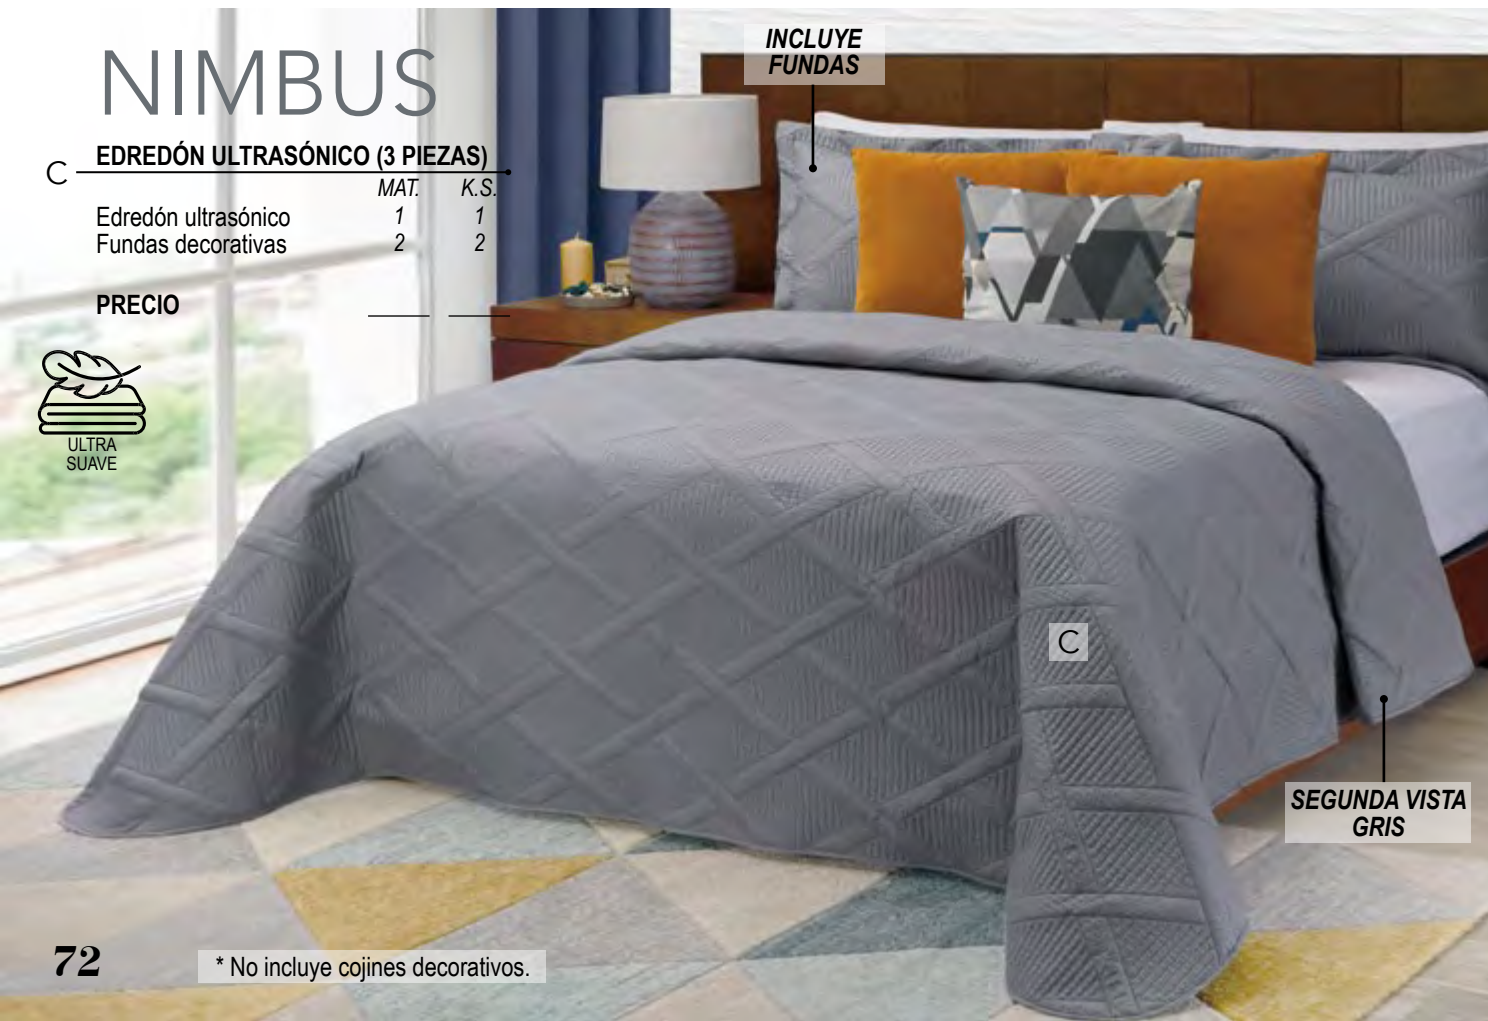 NIMBUS
C
EDREDÓN ULTRASÓNICO (3 PIEZAS)
MAT. K.S.
Edredón ultrasónico 1 1
Fundas decorativas 2 2
PRECIO
ULTRA
SUAVE
INCLUYE
FUNDAS
C
SEGUNDA VISTA
GRIS
72
* No incluye cojines decorativos.